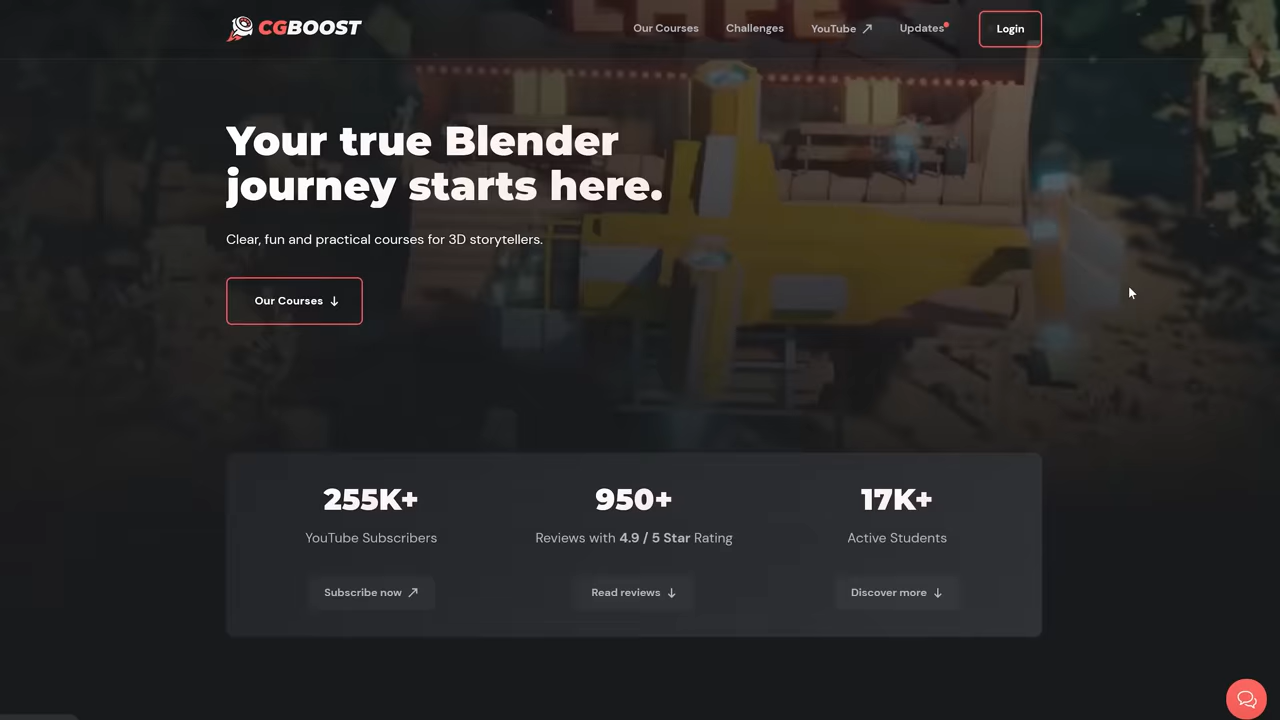 CGBOOST
Our Courses
Challenges
YouTube
Updates
Login
Your true Blender
journey starts here.
Clear, fun and practical courses for 3D storytellers.
Our Courses
255K+
YouTube Subscribers
Subscribe now
950+
Reviews with 4.9 / 5 Star Rating
Read reviews
17K+
Active Students
Discover more